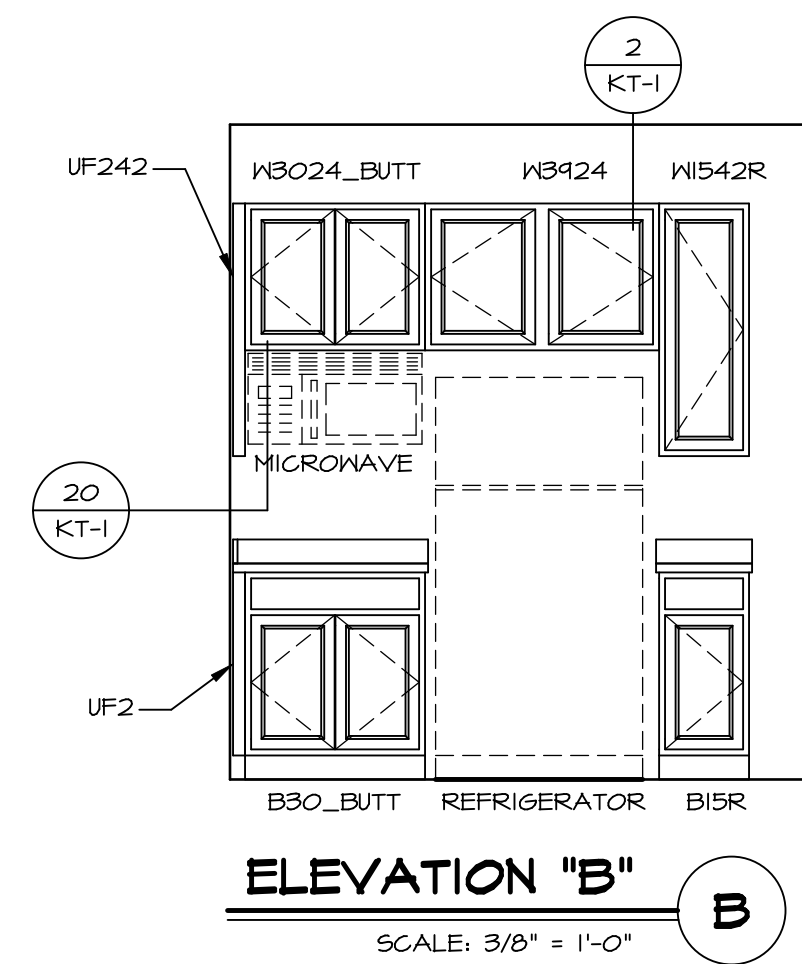 2
KT-1
UF242
W3024_BUTT
W3924
W1542R
MICROWAVE
20
KT-1
UF2
B30_BUTT
REFRIGERATOR
B15R
ELEVATION "B"
B
SCALE: 3/8" = 1'-0"